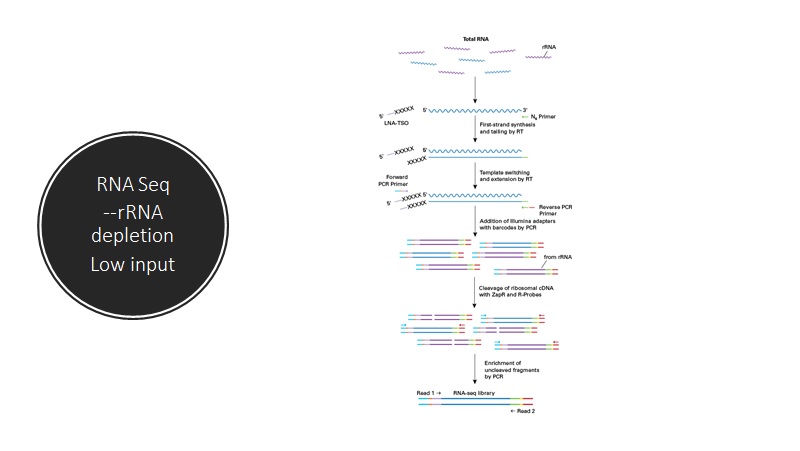 RNA Seq
--rRNA
depletion
Low input
Total RNA
rRNA
5' XXXXX 5' 3'
N6 Primer
LNA-TSO
First-strand synthesis
and tailing by RT
5' XXXXX 5'
XXXXX
Template switching
and extension by RT
Forward
PCR Primer
5' XXXXX 5'
XXXXX
Reverse PCR
Primer
Addition of Illumina adapters
with barcodes by PCR
from rRNA
Cleavage of ribosomal cDNA
with ZapR and R-Probes
Enrichment of
uncleaved fragments
by PCR
Read 1 → RNA-seq library
← Read 2